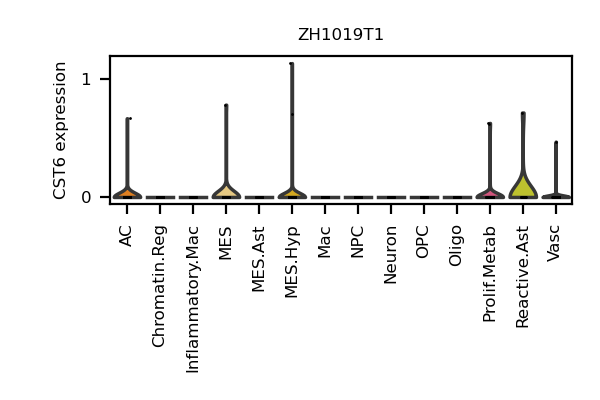 ZH1019T1
CST6 expression
1
0
AC
Chromatin.Reg
Inflammatory.Mac
MES
MES.Ast
MES.Hyp
Mac
NPC
Neuron
OPC
Oligo
Prolif.Metab
Reactive.Ast
Vasc